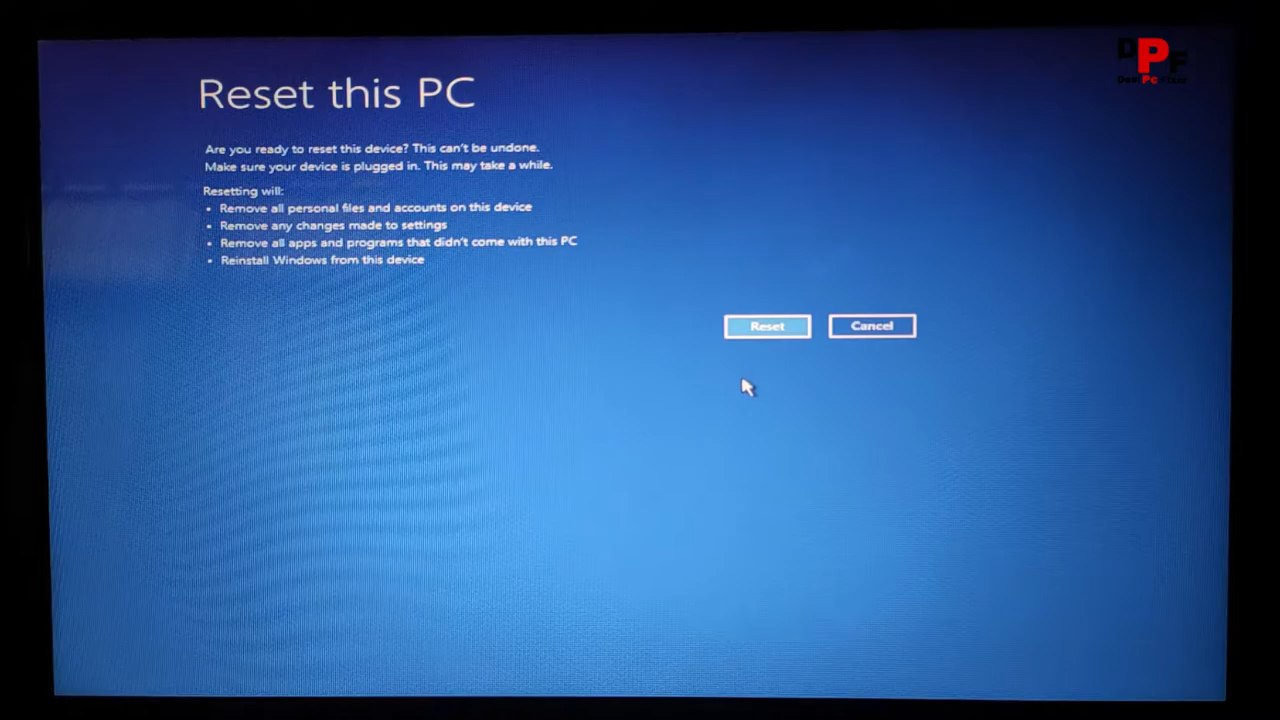 DPF
Desi Pc Fixer
Reset this PC
Are you ready to reset this device? This can't be undone.
Make sure your device is plugged in. This may take a while.
Resetting will:
• Remove all personal files and accounts on this device
• Remove any changes made to settings
• Remove all apps and programs that didn't come with this PC
• Reinstall Windows from this device
Reset
Cancel